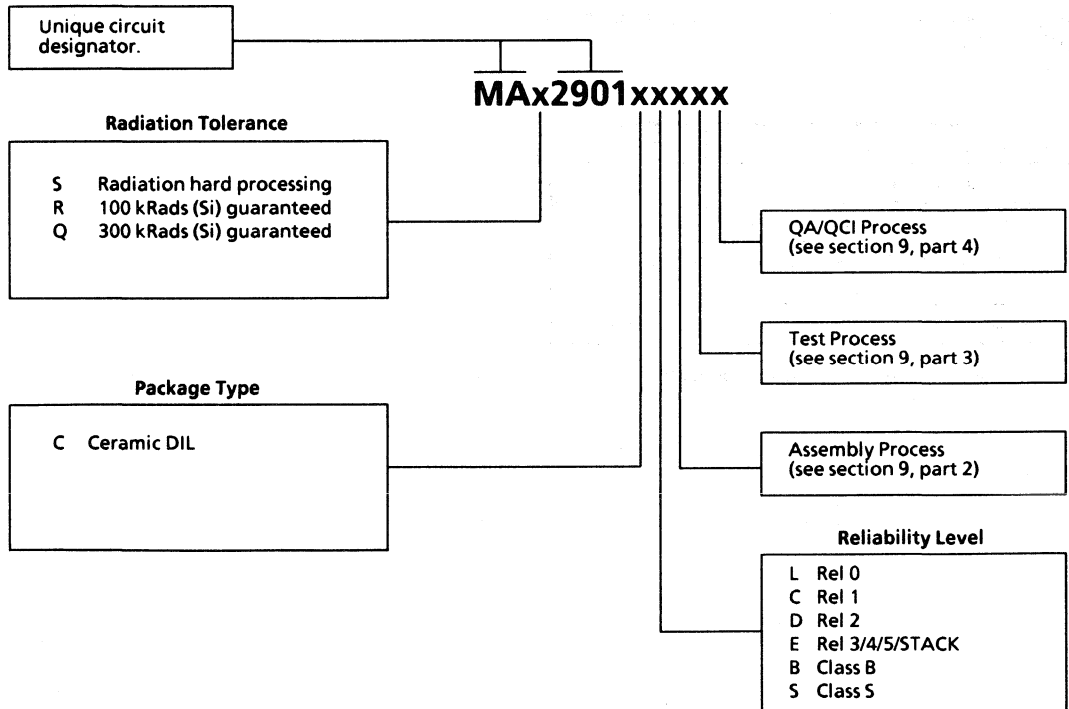 Unique circuit
designator.
MAx2901xxxxx
Radiation Tolerance
S Radiation hard processing
R 100 kRads (Si) guaranteed
Q 300 kRads (Si) guaranteed
Package Type
C Ceramic DIL
QA/QCI Process
(see section 9, part 4)
Test Process
(see section 9, part 3)
Assembly Process
(see section 9, part 2)
Reliability Level
L Rel 0
C Rel 1
D Rel 2
E Rel 3/4/5/STACK
B Class B
S Class S